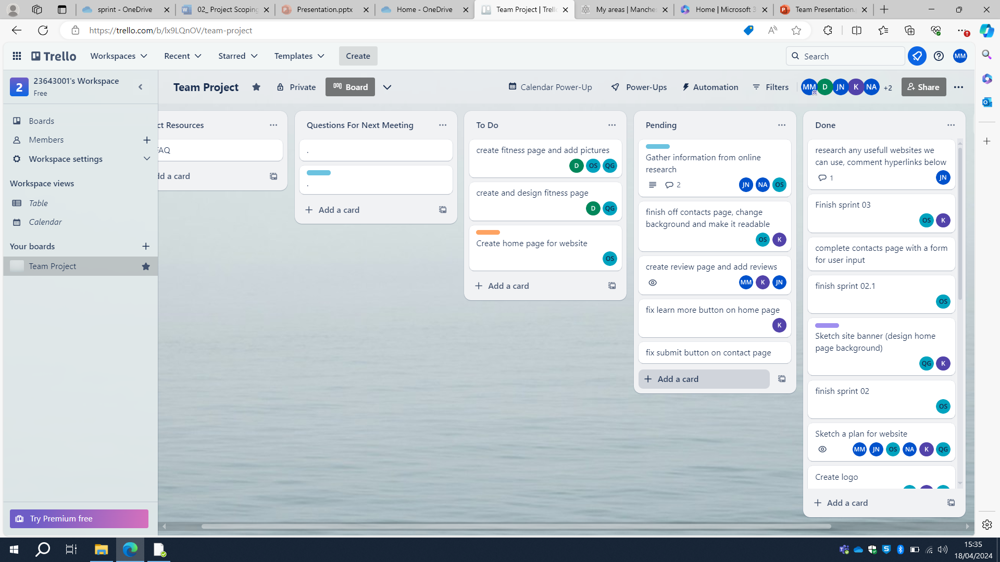 sprint - OneDrive
02_ Project Scoping
Presentation.pptx
Home - OneDrive
Team Project | Trello
My areas | Manches
Home | Microsoft 3
Team Presentation.
https://trello.com/b/lx9LQnOV/team-project
Trello
Workspaces
Recent
Starred
Templates
Create
Search
MM
2
23643001's Workspace
Free
Team Project
Private
Board
Calendar Power-Up
Power-Ups
Automation
Filters
MM
D
JN
K
NA
+2
Share
Boards
Members
Workspace settings
Workspace views
Table
Calendar
Your boards
Team Project
Try Premium free
ct Resources
FAQ
dd a card
Questions For Next Meeting
.
.
Add a card
To Do
create fitness page and add pictures
D OS QG
create and design fitness page
D QG
Create home page for website
OS
Add a card
Pending
Gather information from online
research
2
JN NA OS
finish off contacts page, change
background and make it readable
OS K
create review page and add reviews
MM K JN
fix learn more button on home page
K
fix submit button on contact page
Add a card
Done
research any usefull websites we
can use, comment hyperlinks below
1
JN
Finish sprint 03
OS K
complete contacts page with a form
for user input
finish sprint 02.1
OS
Sketch site banner (design home
page background)
QG K
finish sprint 02
OS
Sketch a plan for website
MM JN OS NA K QG
Create logo
Add a card
15:35
18/04/2024